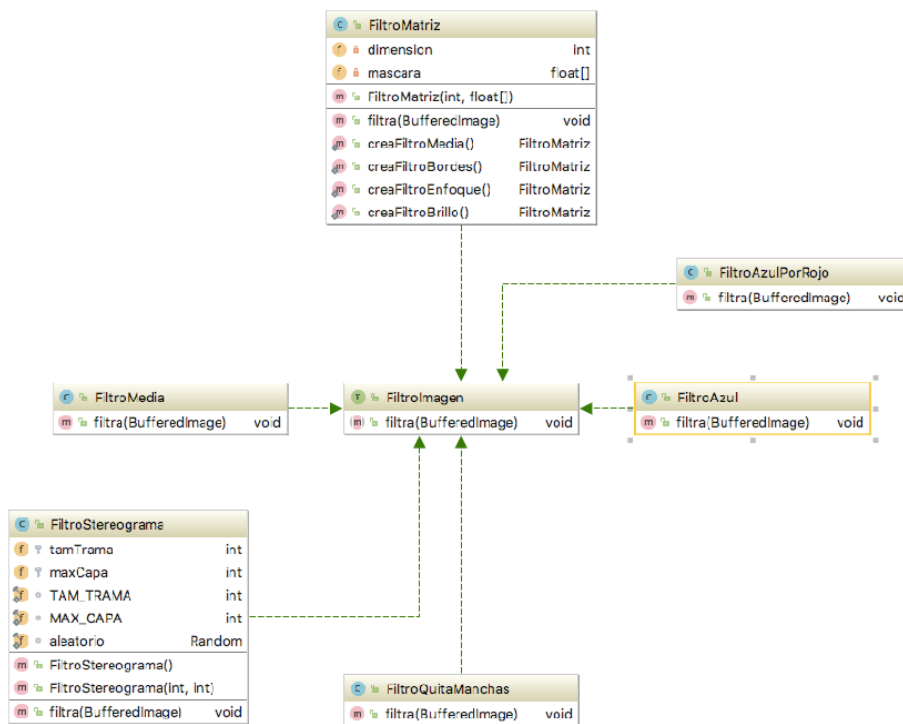 FiltroMatriz
dimension int
mascara float[]
FiltroMatriz(int, float[])
filtra(BufferedImage) void
creaFiltroMedia() FiltroMatriz
creaFiltroBordes() FiltroMatriz
creaFiltroEnfoque() FiltroMatriz
creaFiltroBrillo() FiltroMatriz
FiltroAzulPorRojo
filtra(BufferedImage) void
FiltroMedia
filtra(BufferedImage) void
FiltroImagen
filtra(BufferedImage) void
FiltroAzul
filtra(BufferedImage) void
FiltroStereograma
tamTrama int
maxCapa int
TAM_TRAMA int
MAX_CAPA int
aleatorio Random
FiltroStereograma()
FiltroStereograma(int, int)
filtra(BufferedImage) void
FiltroQuitaManchas
filtra(BufferedImage) void